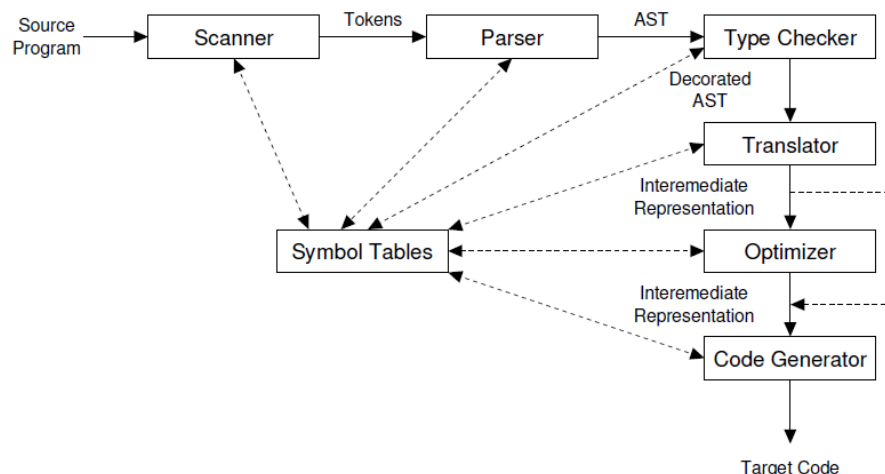 Source
Program
Scanner
Tokens
Parser
AST
Type Checker
Decorated
AST
Translator
Interemediate
Representation
Symbol Tables
Optimizer
Interemediate
Representation
Code Generator
Target Code